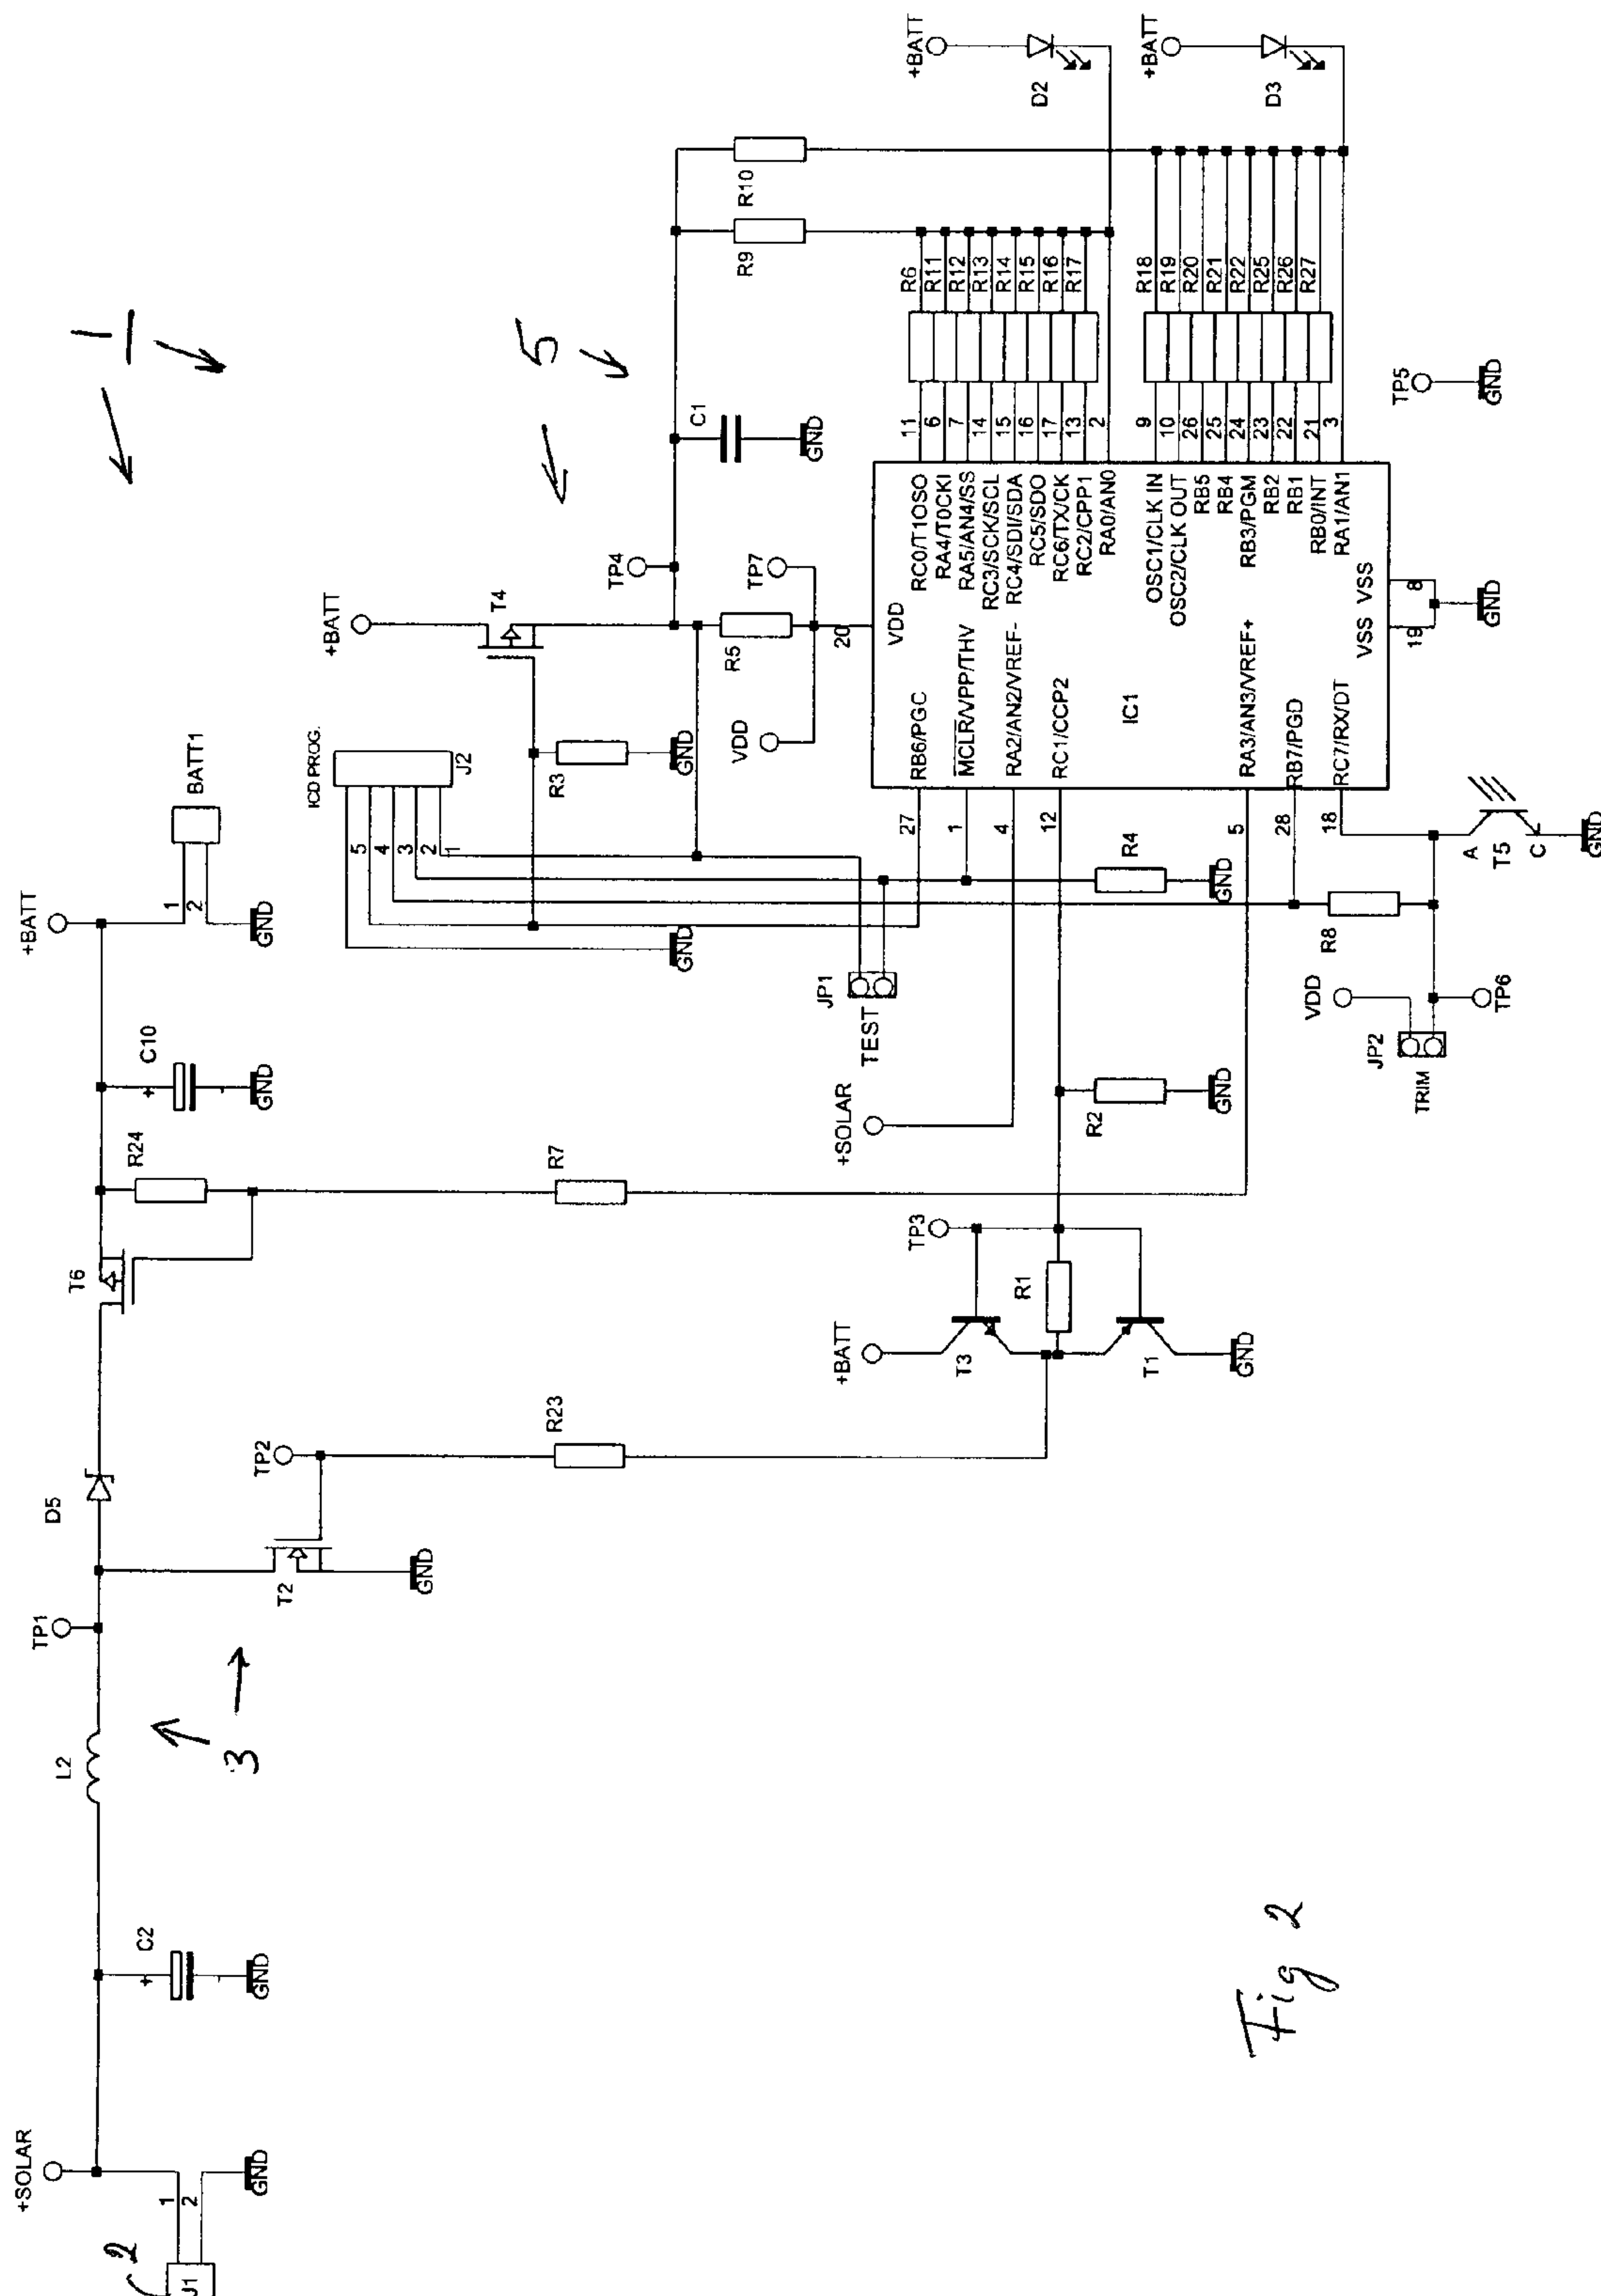 +SOLAR
2
J1
1
2
GND
C2
+
GND
L2
3
TP1
D5
T2
GND
TP2
R23
T6
R24
R7
C10
+
GND
+BATT
BATT1
1
2
GND
1
5
ICD PROG.
J2
5
4
3
2
1
GND
+BATT
T4
R3
GND
TP4
C1
GND
R5
TP7
VDD
R9
R10
+BATT
D2
+BATT
D3
+BATT
T3
R1
T1
GND
TP3
R2
GND
+SOLAR
JP1
TEST
R4
GND
VDD
JP2
TRIM
TP6
R8
A
T5
C
GND
TP5
GND
IC1
20
VDD
27
RB6/PGC
1
MCLR/VPP/THV
4
RA2/AN2/VREF-
12
RC1/CCP2
5
RA3/AN3/VREF+
28
RB7/PGD
18
RC7/RX/DT
RC0/T1OSO
11
R6
RA4/T0CKI
6
R11
RA5/AN4/SS
7
R12
RC3/SCK/SCL
14
R13
RC4/SDI/SDA
15
R14
RC5/SDO
16
R15
RC6/TX/CK
17
R16
RC2/CPP1
13
R17
RA0/AN0
2
OSC1/CLK IN
9
R18
OSC2/CLK OUT
10
R19
RB5
26
R20
RB4
25
R21
RB3/PGM
24
R22
RB2
23
R25
RB1
22
R26
RB0/INT
21
R27
RA1/AN1
3
VSS VSS
19
8
GND
Fig 2